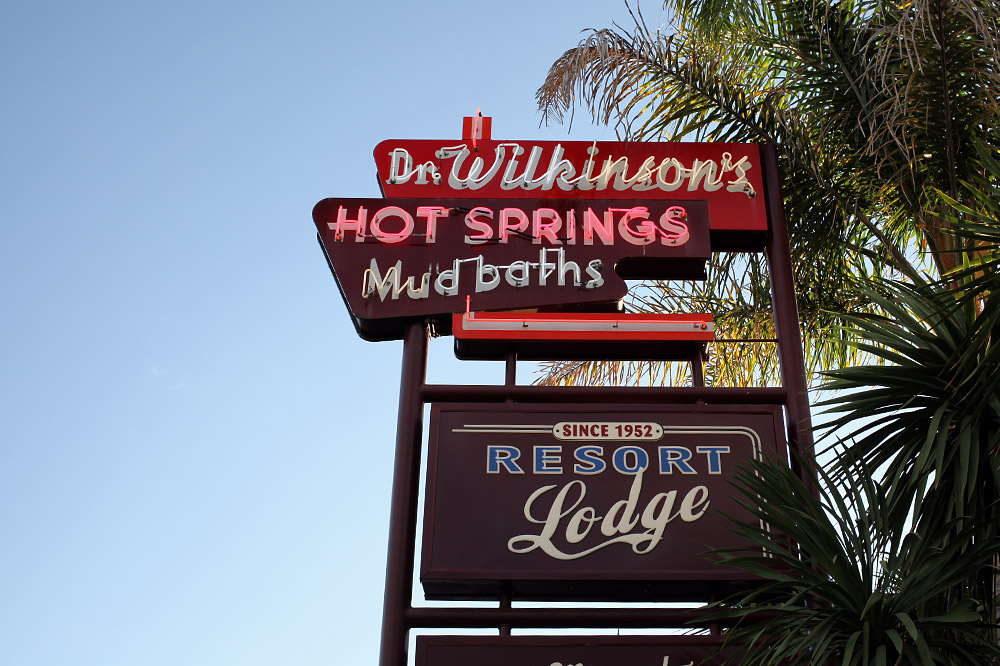 Dr. Wilkinson's
HOT SPRINGS
Mud baths
SINCE 1952
RESORT
Lodge